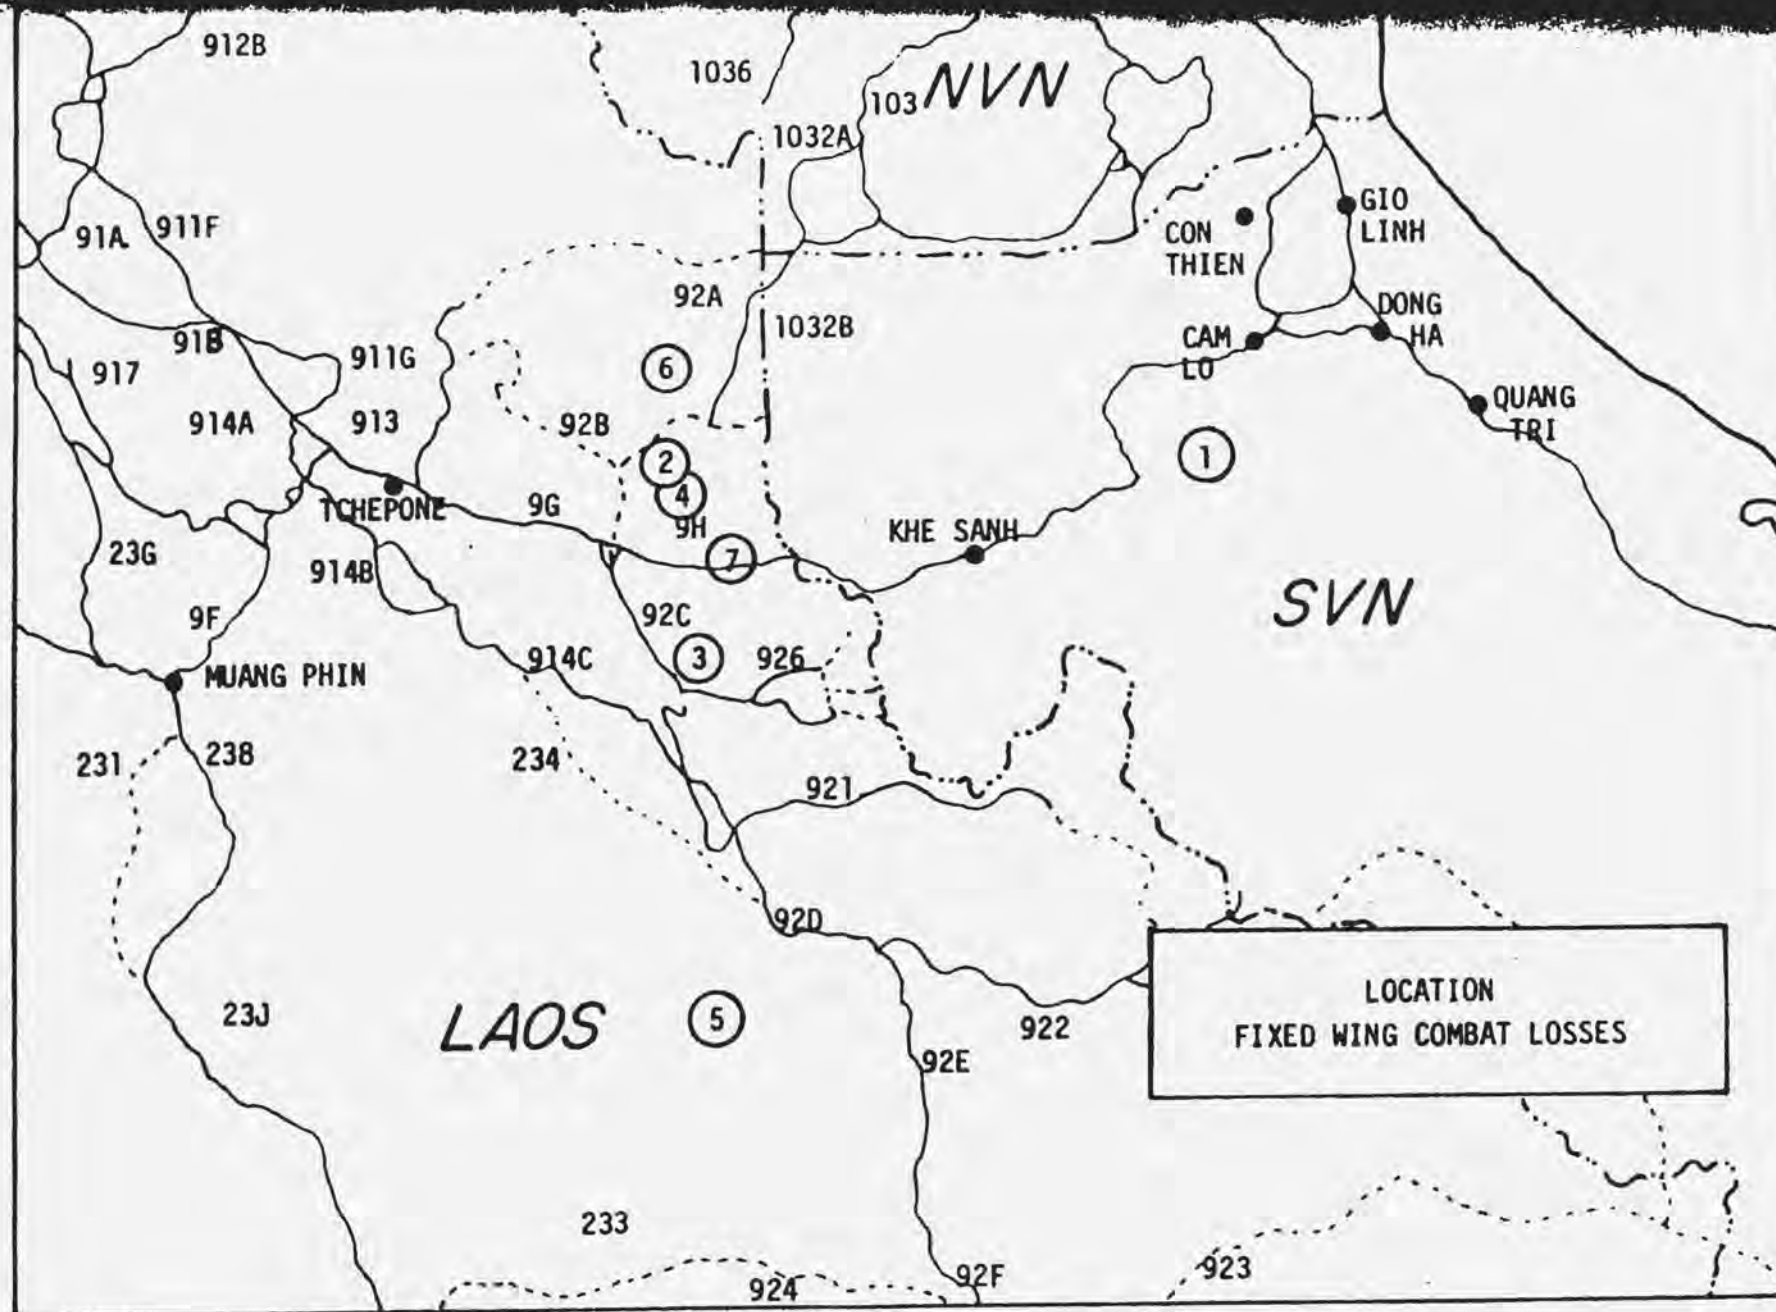 912B
1036
103
NVN
1032A
91A.
911F
CON
THIEN
GIO
LINH
92A
1032B
DONG
HA
91B
911G
CAM
LO
917
6
914A
913
92B
QUANG
TRI
2
1
4
TCHEPONE
9G
9H
KHE SANH
23G
914B
7
SVN
9F
92C
MUANG PHIN
914C
3
926
231
23B
234
921
92D
LOCATION
FIXED WING COMBAT LOSSES
23J
LAOS
5
922
92E
233
924
92F
923